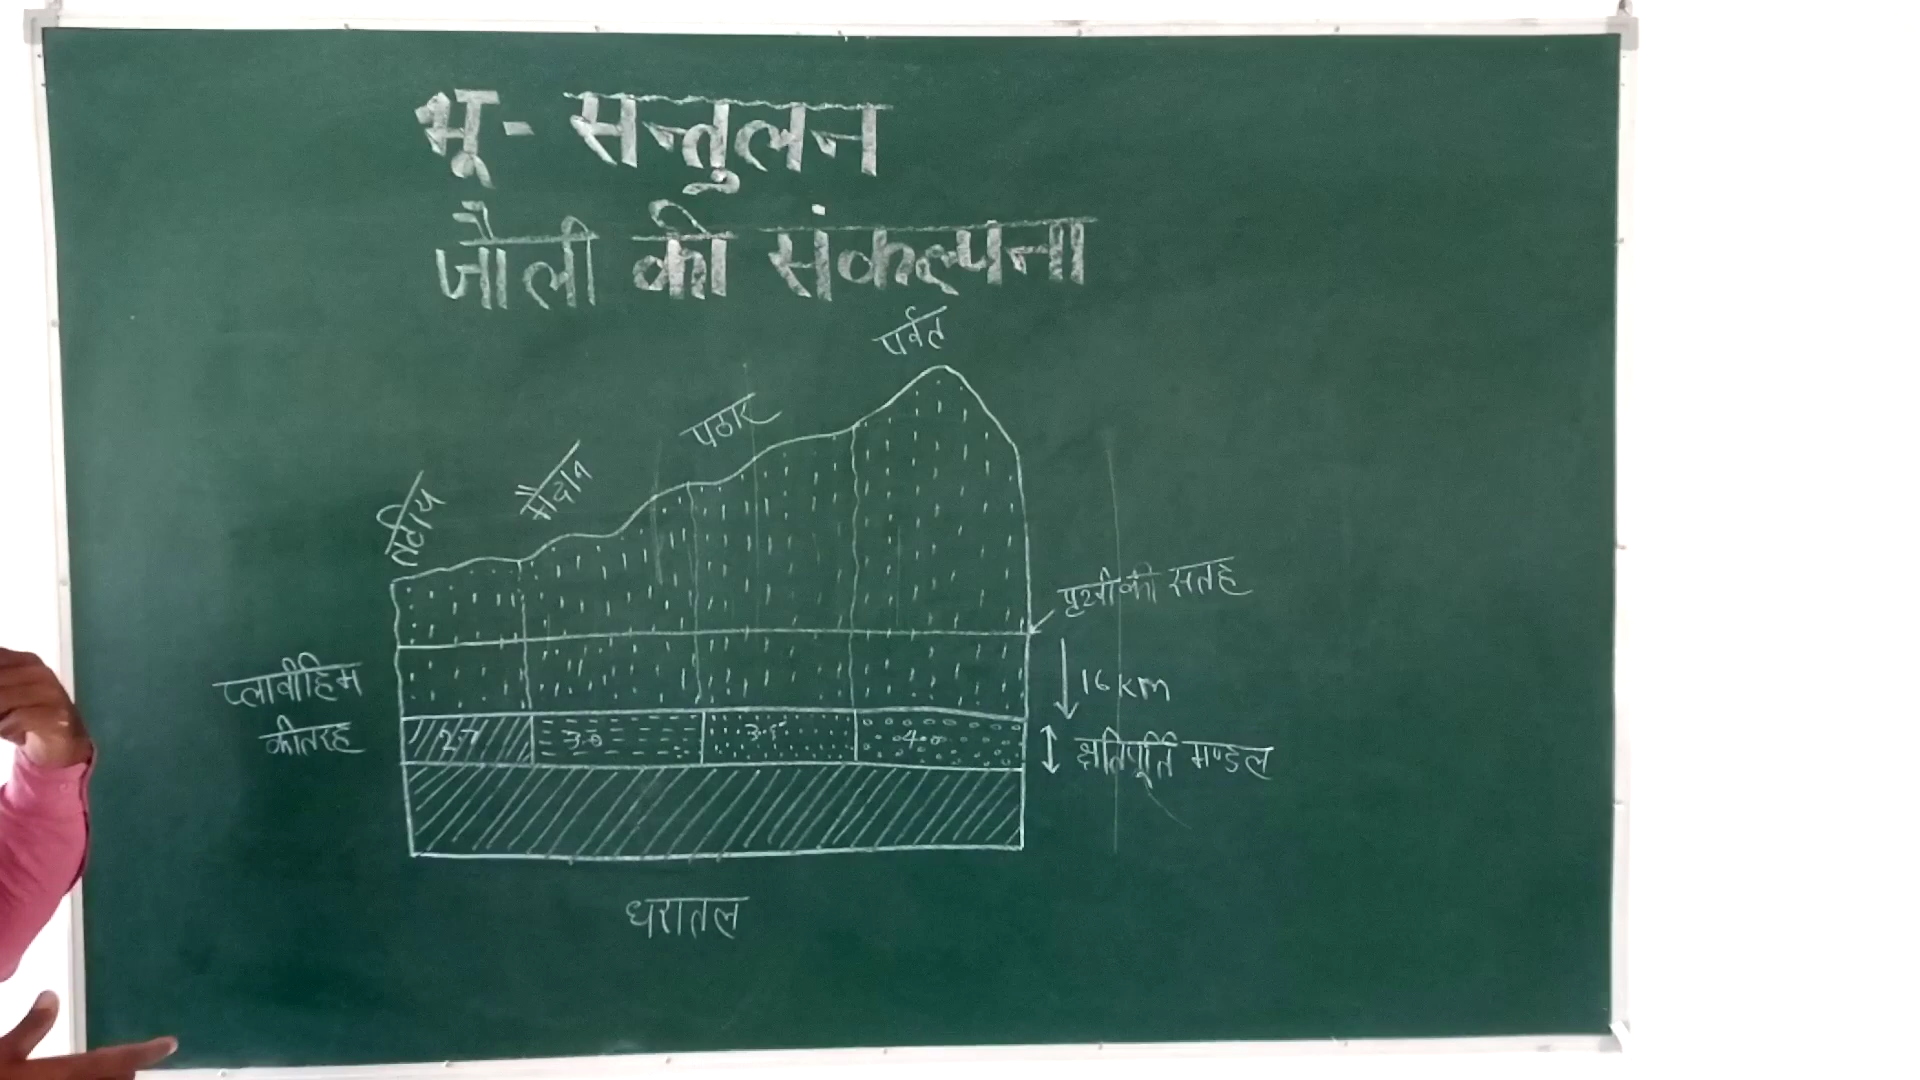 भू- सन्तुलन
जौली की संकल्पना
पर्वत
पठार
मैदान
तटीय
पृथ्वी की सतह
प्लावीहिम
कीतरह
16 km
2.7
3.0
3.5
4.0
क्षतिपूर्ति मण्डल
धरातल